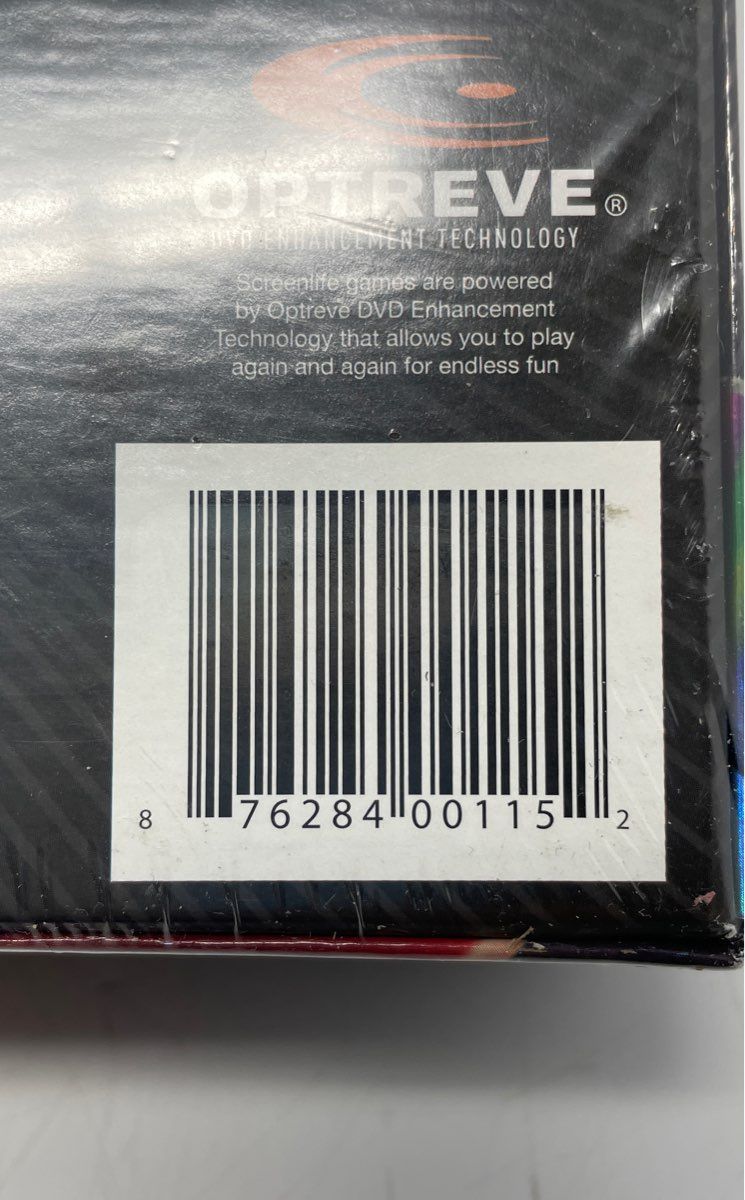 OPTREVE®
DVD ENHANCEMENT TECHNOLOGY
Screenlife games are powered
by Optreve DVD Enhancement
Technology that allows you to play
again and again for endless fun
8 76284 00115 2